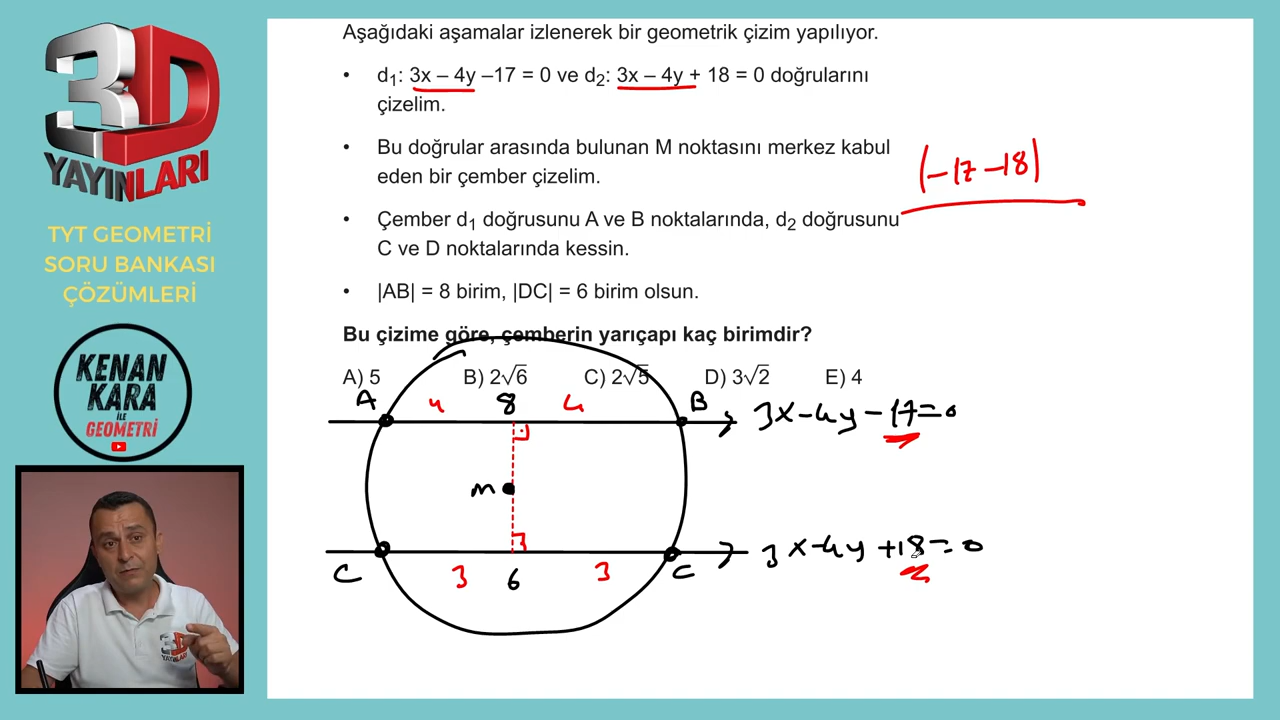 3D
YAYINLARI
TYT GEOMETRİ
SORU BANKASI
ÇÖZÜMLERİ
KENAN
KARA
İLE
GEOMETRİ
3D
YAYINLARI
Aşağıdaki aşamalar izlenerek bir geometrik çizim yapılıyor.
• d1: 3x – 4y –17 = 0 ve d2: 3x – 4y + 18 = 0 doğrularını
çizelim.
• Bu doğrular arasında bulunan M noktasını merkez kabul
eden bir çember çizelim.
|–17 –18|
• Çember d1 doğrusunu A ve B noktalarında, d2 doğrusunu
C ve D noktalarında kessin.
• |AB| = 8 birim, |DC| = 6 birim olsun.
Bu çizime göre, çemberin yarıçapı kaç birimdir?
A) 5 B) 2√6 C) 2√5 D) 3√2 E) 4
A 4 8 4 B 3x–4y–17=0
M
C 3 6 3 C 3x–4y+18=0